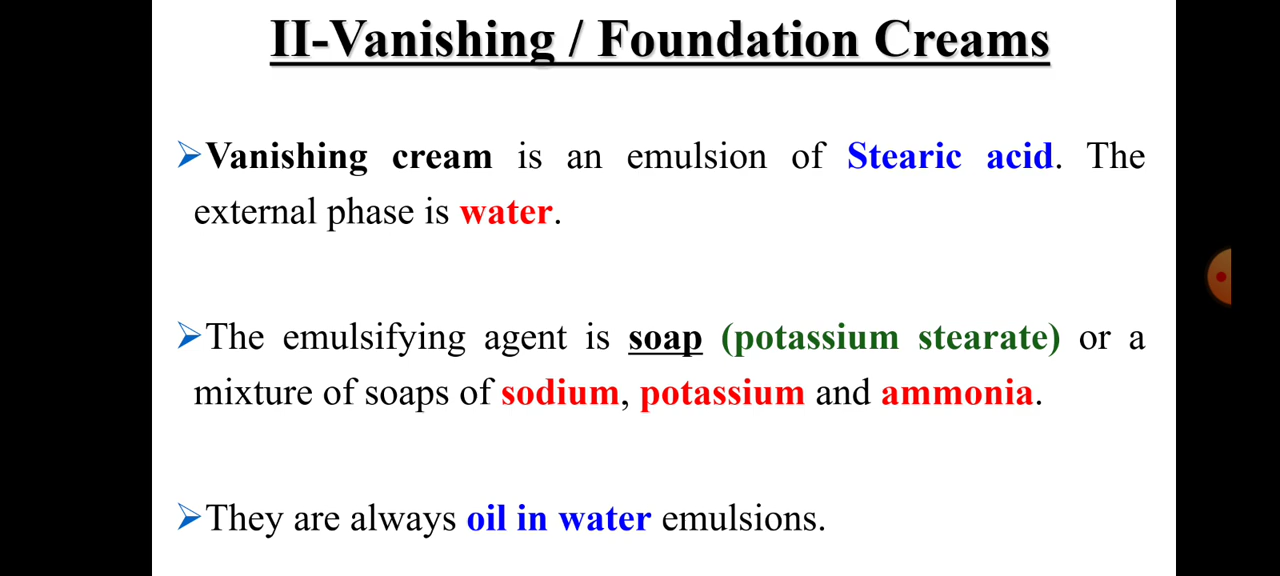 II-Vanishing / Foundation Creams
➢Vanishing cream is an emulsion of Stearic acid. The
external phase is water.
➢The emulsifying agent is soap (potassium stearate) or a
mixture of soaps of sodium, potassium and ammonia.
➢They are always oil in water emulsions.